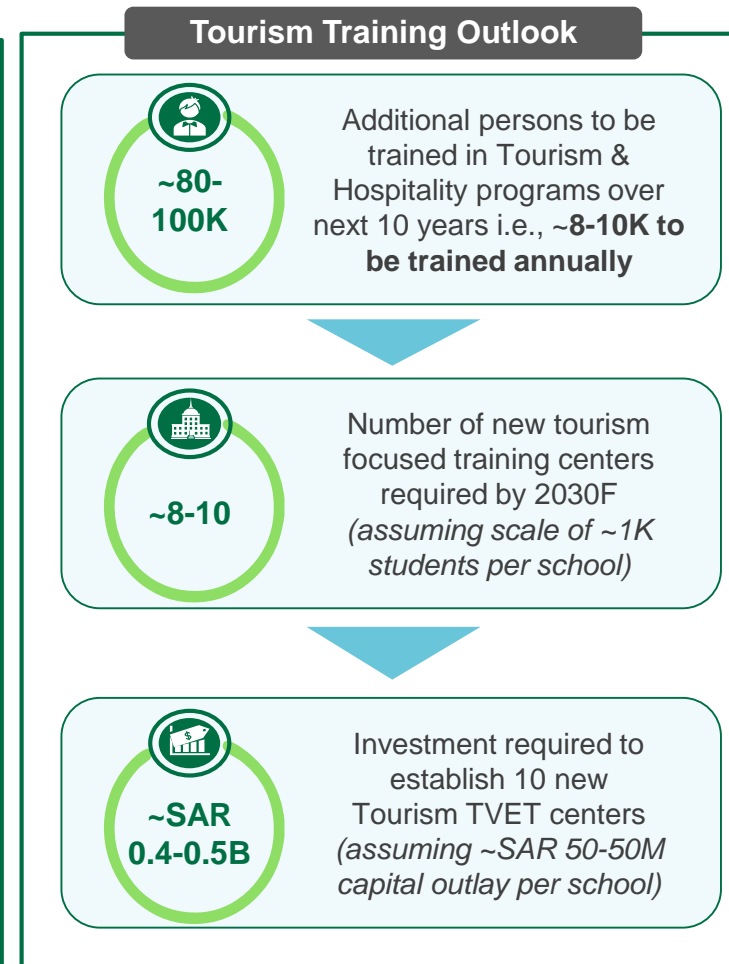 Tourism Training Outlook
~80-
100K
Additional persons to be
trained in Tourism &
Hospitality programs over
next 10 years i.e., ~8-10K to
be trained annually
~8-10
Number of new tourism
focused training centers
required by 2030F
(assuming scale of ~1K
students per school)
~SAR
0.4-0.5B
Investment required to
establish 10 new
Tourism TVET centers
(assuming ~SAR 50-50M
capital outlay per school)